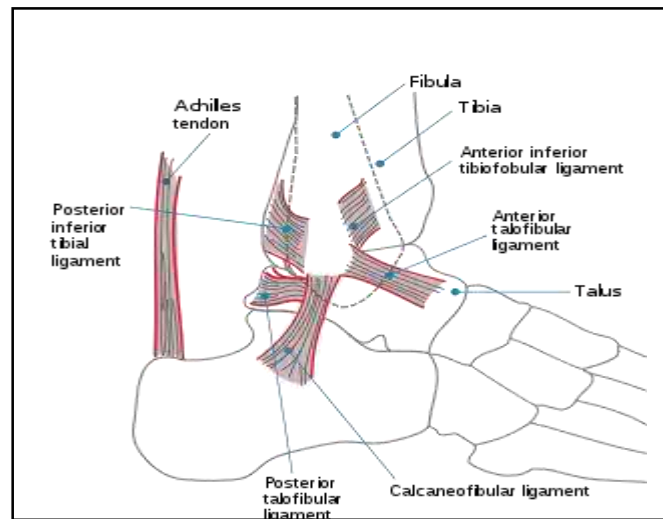 Fibula
Achilles
tendon
Tibia
Anterior inferior
tibiofobular ligament
Posterior
inferior
tibial
ligament
Anterior
talofibular
ligament
Talus
Posterior
talofibular
ligament
Calcaneofibular ligament